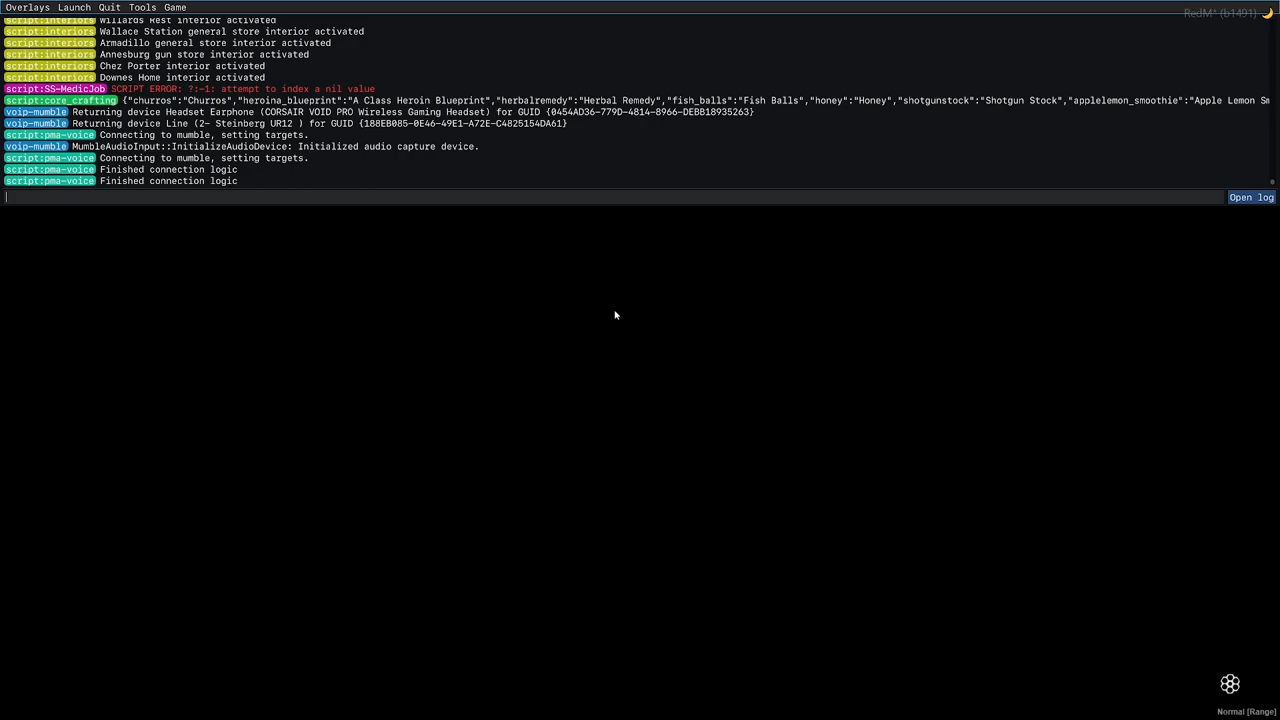 Overlays Launch Quit Tools Game
RedM* (b1491)
script:interiors Willards Rest interior activated
script:interiors Wallace Station general store interior activated
script:interiors Armadillo general store interior activated
script:interiors Annesburg gun store interior activated
script:interiors Chez Porter interior activated
script:interiors Downes Home interior activated
script:SS-MedicJob SCRIPT ERROR: ?:-1: attempt to index a nil value
script:core_crafting {"churros":"Churros","heroina_blueprint":"A Class Heroin Blueprint","herbalremedy":"Herbal Remedy","fish_balls":"Fish Balls","honey":"Honey","shotgunstock":"Shotgun Stock","applelemon_smoothie":"Apple Lemon Sm
voip-mumble Returning device Headset Earphone (CORSAIR VOID PRO Wireless Gaming Headset) for GUID {0454AD36-779D-4814-8966-DEBB18935263}
voip-mumble Returning device Line (2- Steinberg UR12 ) for GUID {188EB085-0E46-49E1-A72E-C4825154DA61}
script:pma-voice Connecting to mumble, setting targets.
voip-mumble MumbleAudioInput::InitializeAudioDevice: Initialized audio capture device.
script:pma-voice Connecting to mumble, setting targets.
script:pma-voice Finished connection logic
script:pma-voice Finished connection logic
Open log
Normal [Range]